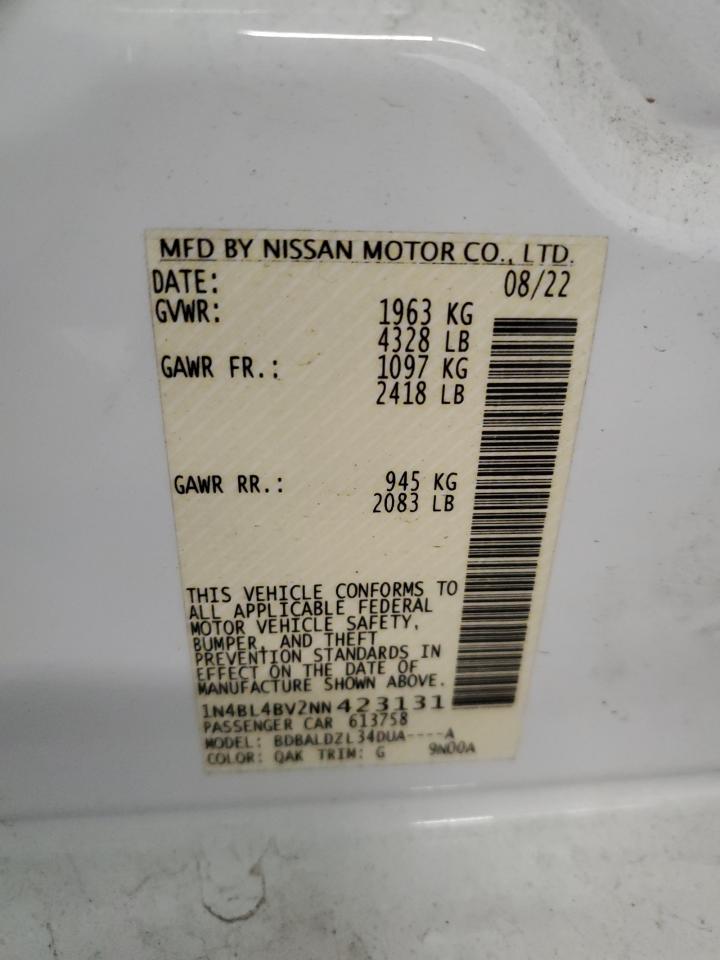 MFD BY NISSAN MOTOR CO., LTD.
DATE: 08/22
GVWR: 1963 KG
4328 LB
GAWR FR.: 1097 KG
2418 LB
GAWR RR.: 945 KG
2083 LB
THIS VEHICLE CONFORMS TO
ALL APPLICABLE FEDERAL
MOTOR VEHICLE SAFETY,
BUMPER, AND THEFT
PREVENTION STANDARDS IN
EFFECT ON THE DATE OF
MANUFACTURE SHOWN ABOVE.
1N4BL4BV2NN423131
PASSENGER CAR 613758
MODEL: BDBALDZL34DUA----A
COLOR: QAK TRIM: G 9N00A